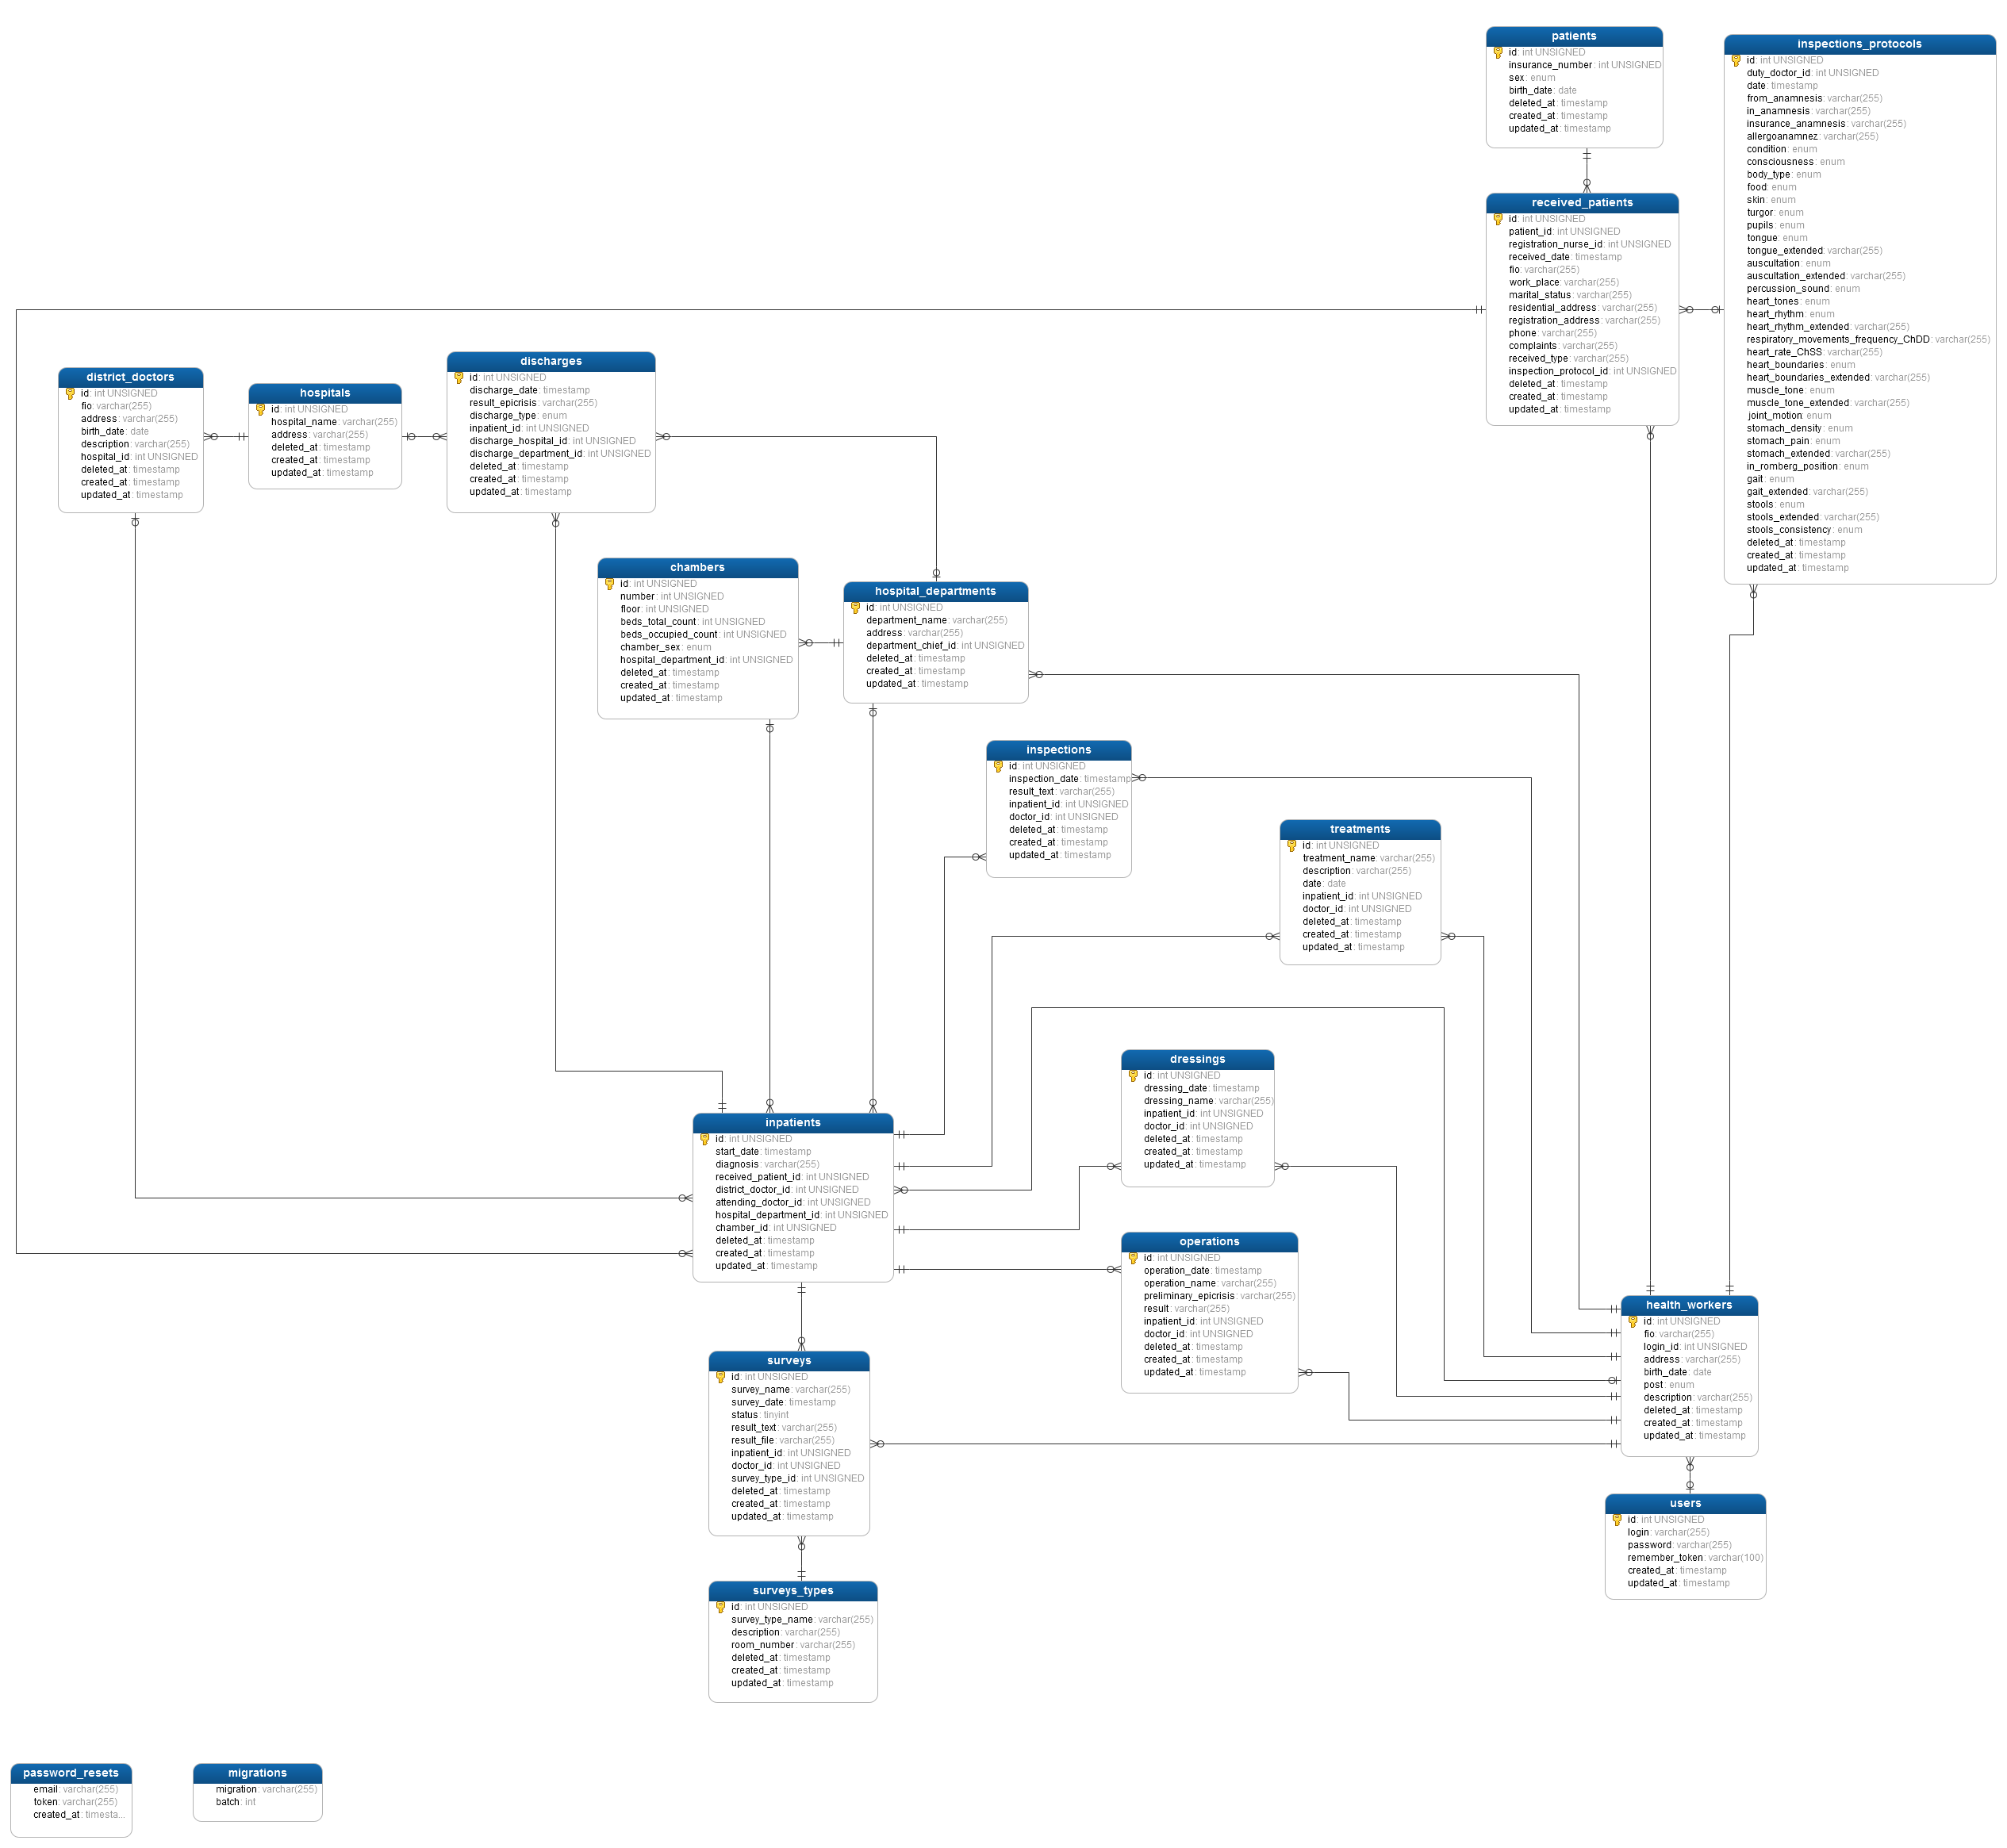 patients
id: int UNSIGNED
insurance_number: int UNSIGNED
sex: enum
birth_date: date
deleted_at: timestamp
created_at: timestamp
updated_at: timestamp
inspections_protocols
id: int UNSIGNED
duty_doctor_id: int UNSIGNED
date: timestamp
from_anamnesis: varchar(255)
in_anamnesis: varchar(255)
insurance_anamnesis: varchar(255)
allergoanamnez: varchar(255)
condition: enum
consciousness: enum
body_type: enum
food: enum
skin: enum
turgor: enum
pupils: enum
tongue: enum
tongue_extended: varchar(255)
auscultation: enum
auscultation_extended: varchar(255)
percussion_sound: enum
heart_tones: enum
heart_rhythm: enum
heart_rhythm_extended: varchar(255)
respiratory_movements_frequency_ChDD: varchar(255)
heart_rate_ChSS: varchar(255)
heart_boundaries: enum
heart_boundaries_extended: varchar(255)
muscle_tone: enum
muscle_tone_extended: varchar(255)
joint_motion: enum
stomach_density: enum
stomach_pain: enum
stomach_extended: varchar(255)
in_romberg_position: enum
gait: enum
gait_extended: varchar(255)
stools: enum
stools_extended: varchar(255)
stools_consistency: enum
deleted_at: timestamp
created_at: timestamp
updated_at: timestamp
received_patients
id: int UNSIGNED
patient_id: int UNSIGNED
registration_nurse_id: int UNSIGNED
received_date: timestamp
fio: varchar(255)
work_place: varchar(255)
marital_status: varchar(255)
residential_address: varchar(255)
registration_address: varchar(255)
phone: varchar(255)
complaints: varchar(255)
received_type: varchar(255)
inspection_protocol_id: int UNSIGNED
deleted_at: timestamp
created_at: timestamp
updated_at: timestamp
district_doctors
id: int UNSIGNED
fio: varchar(255)
address: varchar(255)
birth_date: date
description: varchar(255)
hospital_id: int UNSIGNED
deleted_at: timestamp
created_at: timestamp
updated_at: timestamp
hospitals
id: int UNSIGNED
hospital_name: varchar(255)
address: varchar(255)
deleted_at: timestamp
created_at: timestamp
updated_at: timestamp
discharges
id: int UNSIGNED
discharge_date: timestamp
result_epicrisis: varchar(255)
discharge_type: enum
inpatient_id: int UNSIGNED
discharge_hospital_id: int UNSIGNED
discharge_department_id: int UNSIGNED
deleted_at: timestamp
created_at: timestamp
updated_at: timestamp
chambers
id: int UNSIGNED
number: int UNSIGNED
floor: int UNSIGNED
beds_total_count: int UNSIGNED
beds_occupied_count: int UNSIGNED
chamber_sex: enum
hospital_department_id: int UNSIGNED
deleted_at: timestamp
created_at: timestamp
updated_at: timestamp
hospital_departments
id: int UNSIGNED
department_name: varchar(255)
address: varchar(255)
department_chief_id: int UNSIGNED
deleted_at: timestamp
created_at: timestamp
updated_at: timestamp
inspections
id: int UNSIGNED
inspection_date: timestamp
result_text: varchar(255)
inpatient_id: int UNSIGNED
doctor_id: int UNSIGNED
deleted_at: timestamp
created_at: timestamp
updated_at: timestamp
treatments
id: int UNSIGNED
treatment_name: varchar(255)
description: varchar(255)
date: date
inpatient_id: int UNSIGNED
doctor_id: int UNSIGNED
deleted_at: timestamp
created_at: timestamp
updated_at: timestamp
dressings
id: int UNSIGNED
dressing_date: timestamp
dressing_name: varchar(255)
inpatient_id: int UNSIGNED
doctor_id: int UNSIGNED
deleted_at: timestamp
created_at: timestamp
updated_at: timestamp
inpatients
id: int UNSIGNED
start_date: timestamp
diagnosis: varchar(255)
received_patient_id: int UNSIGNED
district_doctor_id: int UNSIGNED
attending_doctor_id: int UNSIGNED
hospital_department_id: int UNSIGNED
chamber_id: int UNSIGNED
deleted_at: timestamp
created_at: timestamp
updated_at: timestamp
operations
id: int UNSIGNED
operation_date: timestamp
operation_name: varchar(255)
preliminary_epicrisis: varchar(255)
result: varchar(255)
inpatient_id: int UNSIGNED
doctor_id: int UNSIGNED
deleted_at: timestamp
created_at: timestamp
updated_at: timestamp
health_workers
id: int UNSIGNED
fio: varchar(255)
login_id: int UNSIGNED
address: varchar(255)
birth_date: date
post: enum
description: varchar(255)
deleted_at: timestamp
created_at: timestamp
updated_at: timestamp
surveys
id: int UNSIGNED
survey_name: varchar(255)
survey_date: timestamp
status: tinyint
result_text: varchar(255)
result_file: varchar(255)
inpatient_id: int UNSIGNED
doctor_id: int UNSIGNED
survey_type_id: int UNSIGNED
deleted_at: timestamp
created_at: timestamp
updated_at: timestamp
users
id: int UNSIGNED
login: varchar(255)
password: varchar(255)
remember_token: varchar(100)
created_at: timestamp
updated_at: timestamp
surveys_types
id: int UNSIGNED
survey_type_name: varchar(255)
description: varchar(255)
room_number: varchar(255)
deleted_at: timestamp
created_at: timestamp
updated_at: timestamp
password_resets
email: varchar(255)
token: varchar(255)
created_at: timesta...
migrations
migration: varchar(255)
batch: int